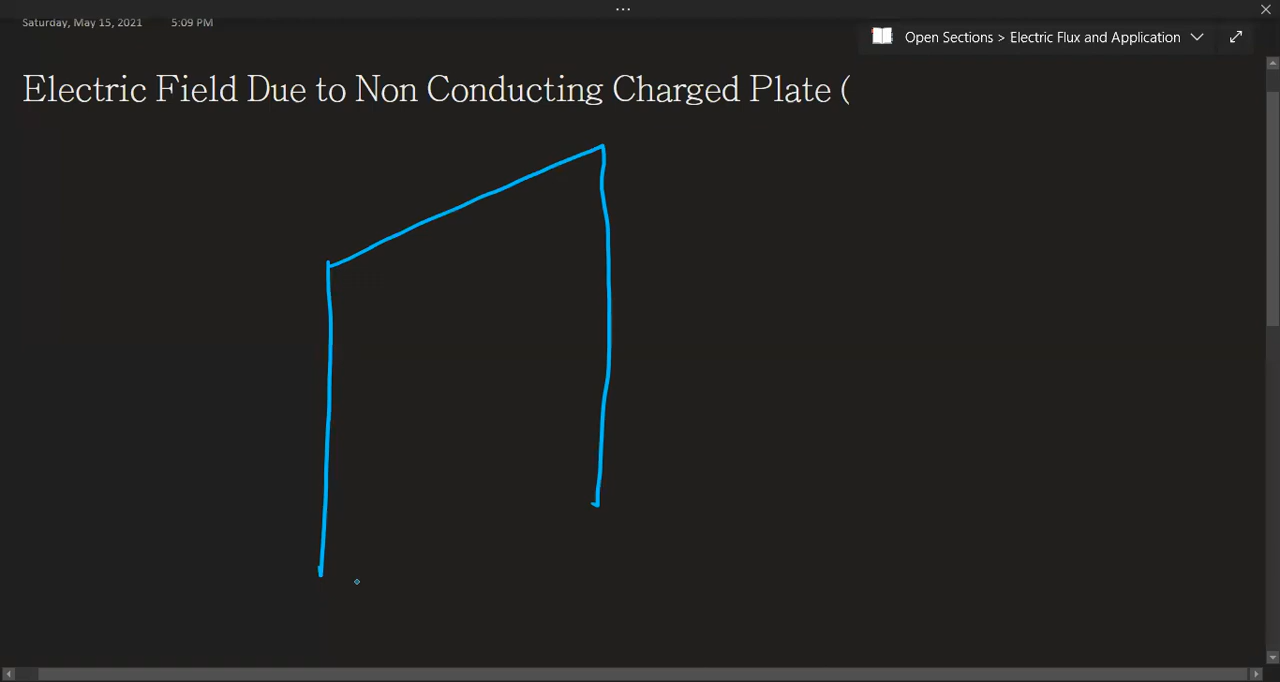 Saturday, May 15, 2021 5:09 PM
Open Sections > Electric Flux and Application
Electric Field Due to Non Conducting Charged Plate (